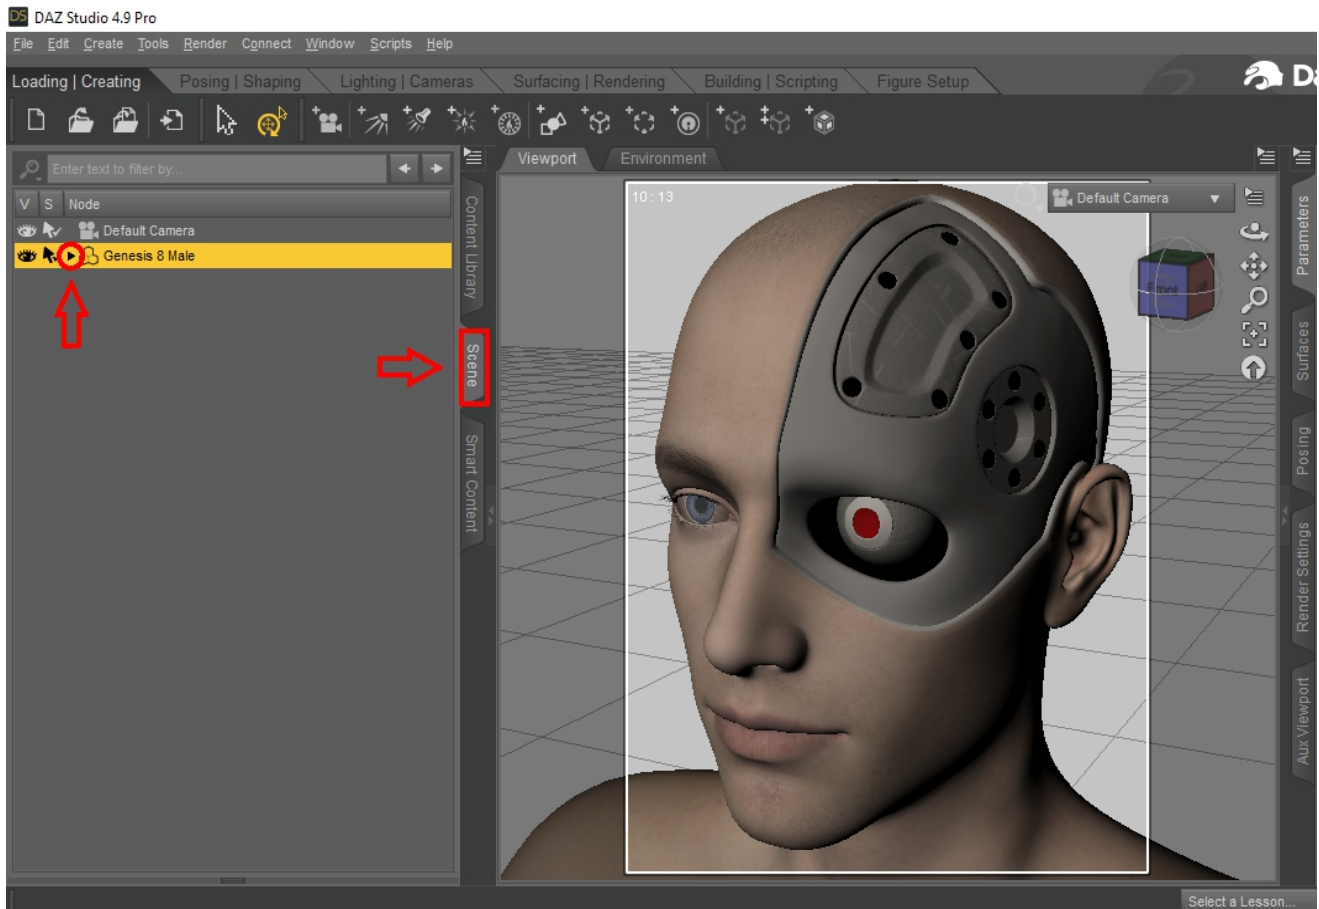 DS DAZ Studio 4.9 Pro
File Edit Create Tools Render Connect Window Scripts Help
Loading | Creating Posing | Shaping Lighting | Cameras Surfacing | Rendering Building | Scripting Figure Setup
Enter text to filter by...
V S Node
Default Camera
Genesis 8 Male
Content Library
Scene
Smart Content
Viewport Environment
10 : 13
Default Camera
Front
Parameters
Surfaces
Posing
Render Settings
Aux Viewport
Select a Lesson...